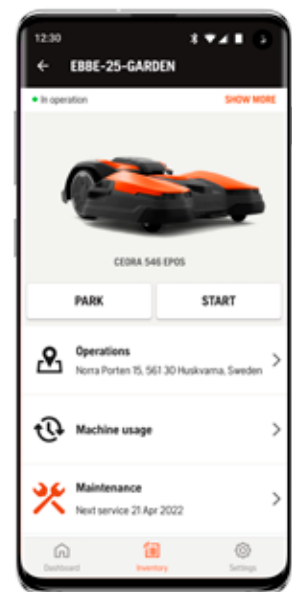 12:30
EBBE-25-GARDEN
In operation
SHOW MORE
CEORA 546 EPOS
PARK
START
Operations
Norra Porten 15, 561 30 Huskvarna, Sweden
Machine usage
Maintenance
Next service 21 Apr 2022
Dashboard
Inventory
Settings